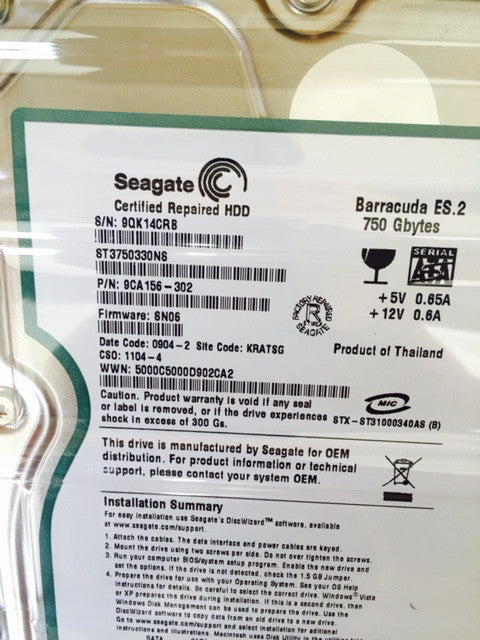 Seagate
Certified Repaired HDD
Barracuda ES.2
750 Gbytes
S/N: 9QK14CRB
ST3750330NS
SERIAL
ATA
P/N: 9CA156-302
+5V 0.65A
+12V 0.6A
Firmware: SN06
FACTORY REPAIRED
R
SEAGATE
Date Code: 0904-2 Site Code: KRATSG
Product of Thailand
CSO: 1104-4
WWN: 5000C5000D902CA2
Caution. Product warranty is void if any seal
or label is removed, or if the drive experiences
shock in excess of 300 Gs.
MIC
STX-ST31000340AS (B)
This drive is manufactured by Seagate for OEM
distribution. For product information or technical
support, please contact your system OEM.
Installation Summary
For easy installation use Seagate's DiscWizard™ software, available
at www.seagate.com/support.
1. Attach the cables. The data interface and power cables are keyed.
2. Mount the drive using two screws per side. Do not over tighten the screws.
3. Run your computer BIOS/system setup program. Enable the new drive and
set the options. If the drive is not detected, check the 1.5 GB Jumper.
4. Prepare the drive for use with your Operating System. See your OS Help
instructions for details. Be careful to select the correct drive. Windows® Vista
or XP prepares the drive during installation. If this is a second drive, then
Windows Disk Management can be used to prepare the drive. Use the
DiscWizard software to copy data from an old drive to a new drive.
Go to www.seagate.com/support and select installation for additional
instructions and illustrations. Macintosh uses Disk Utility in the utilities
SATA